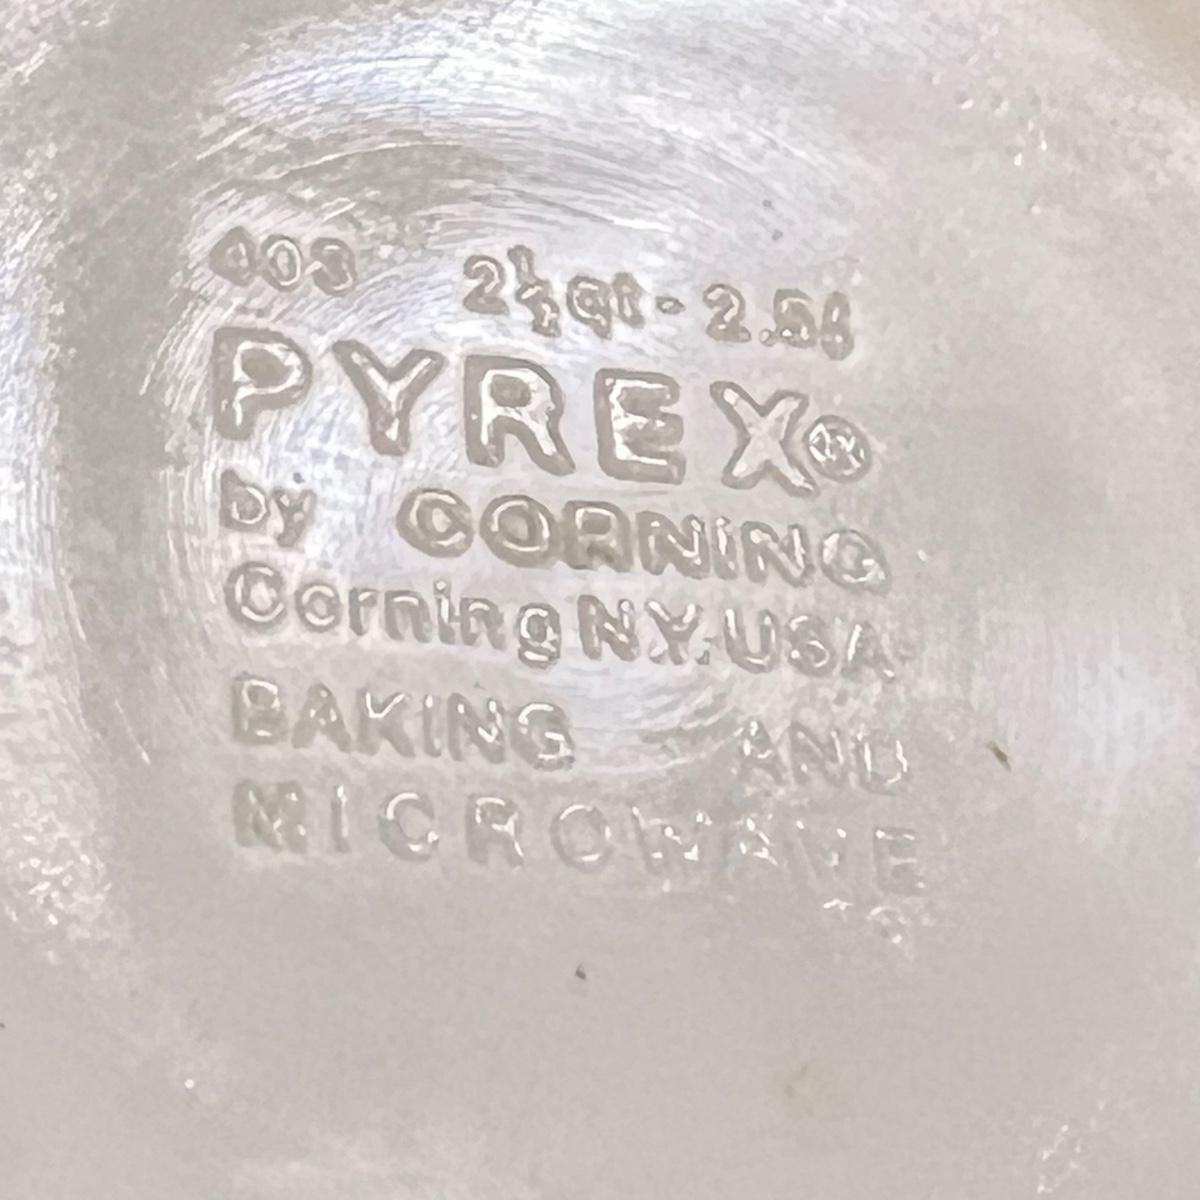 403 2½qt - 2.5ℓ
PYREX®
by CORNING
Corning N.Y. USA.
BAKING AND
MICROWAVE